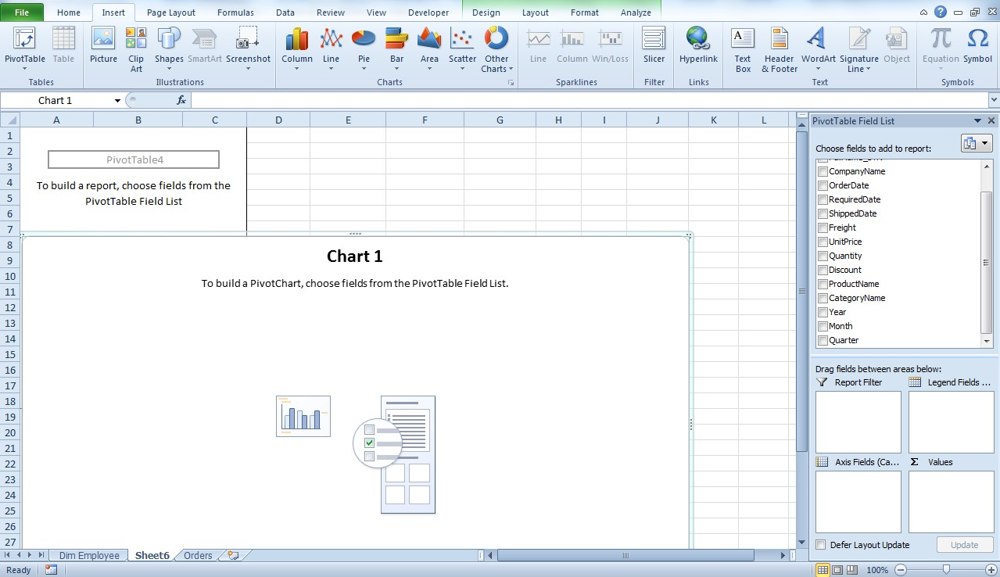 File Home Insert Page Layout Formulas Data Review View Developer Design Layout Format Analyze
PivotTable Table Picture Clip Art Shapes SmartArt Screenshot Column Line Pie Bar Area Scatter Other Charts Line Column Win/Loss Slicer Hyperlink Text Box Header & Footer WordArt Signature Line Object Equation Symbol
Tables Illustrations Charts Sparklines Filter Links Text Symbols
Chart 1 fx
A B C D E F G H I J K L
1
2
3
4
5
6
7
8
9
10
11
12
13
14
15
16
17
18
19
20
21
22
23
24
25
26
27
PivotTable4
To build a report, choose fields from the
PivotTable Field List
Chart 1
To build a PivotChart, choose fields from the PivotTable Field List.
PivotTable Field List
Choose fields to add to report:
CompanyName
OrderDate
RequiredDate
ShippedDate
Freight
UnitPrice
Quantity
Discount
ProductName
CategoryName
Year
Month
Quarter
Drag fields between areas below:
Report Filter Legend Fields ...
Axis Fields (Ca... Σ Values
Defer Layout Update Update
Dim Employee Sheet6 Orders
Ready 100%